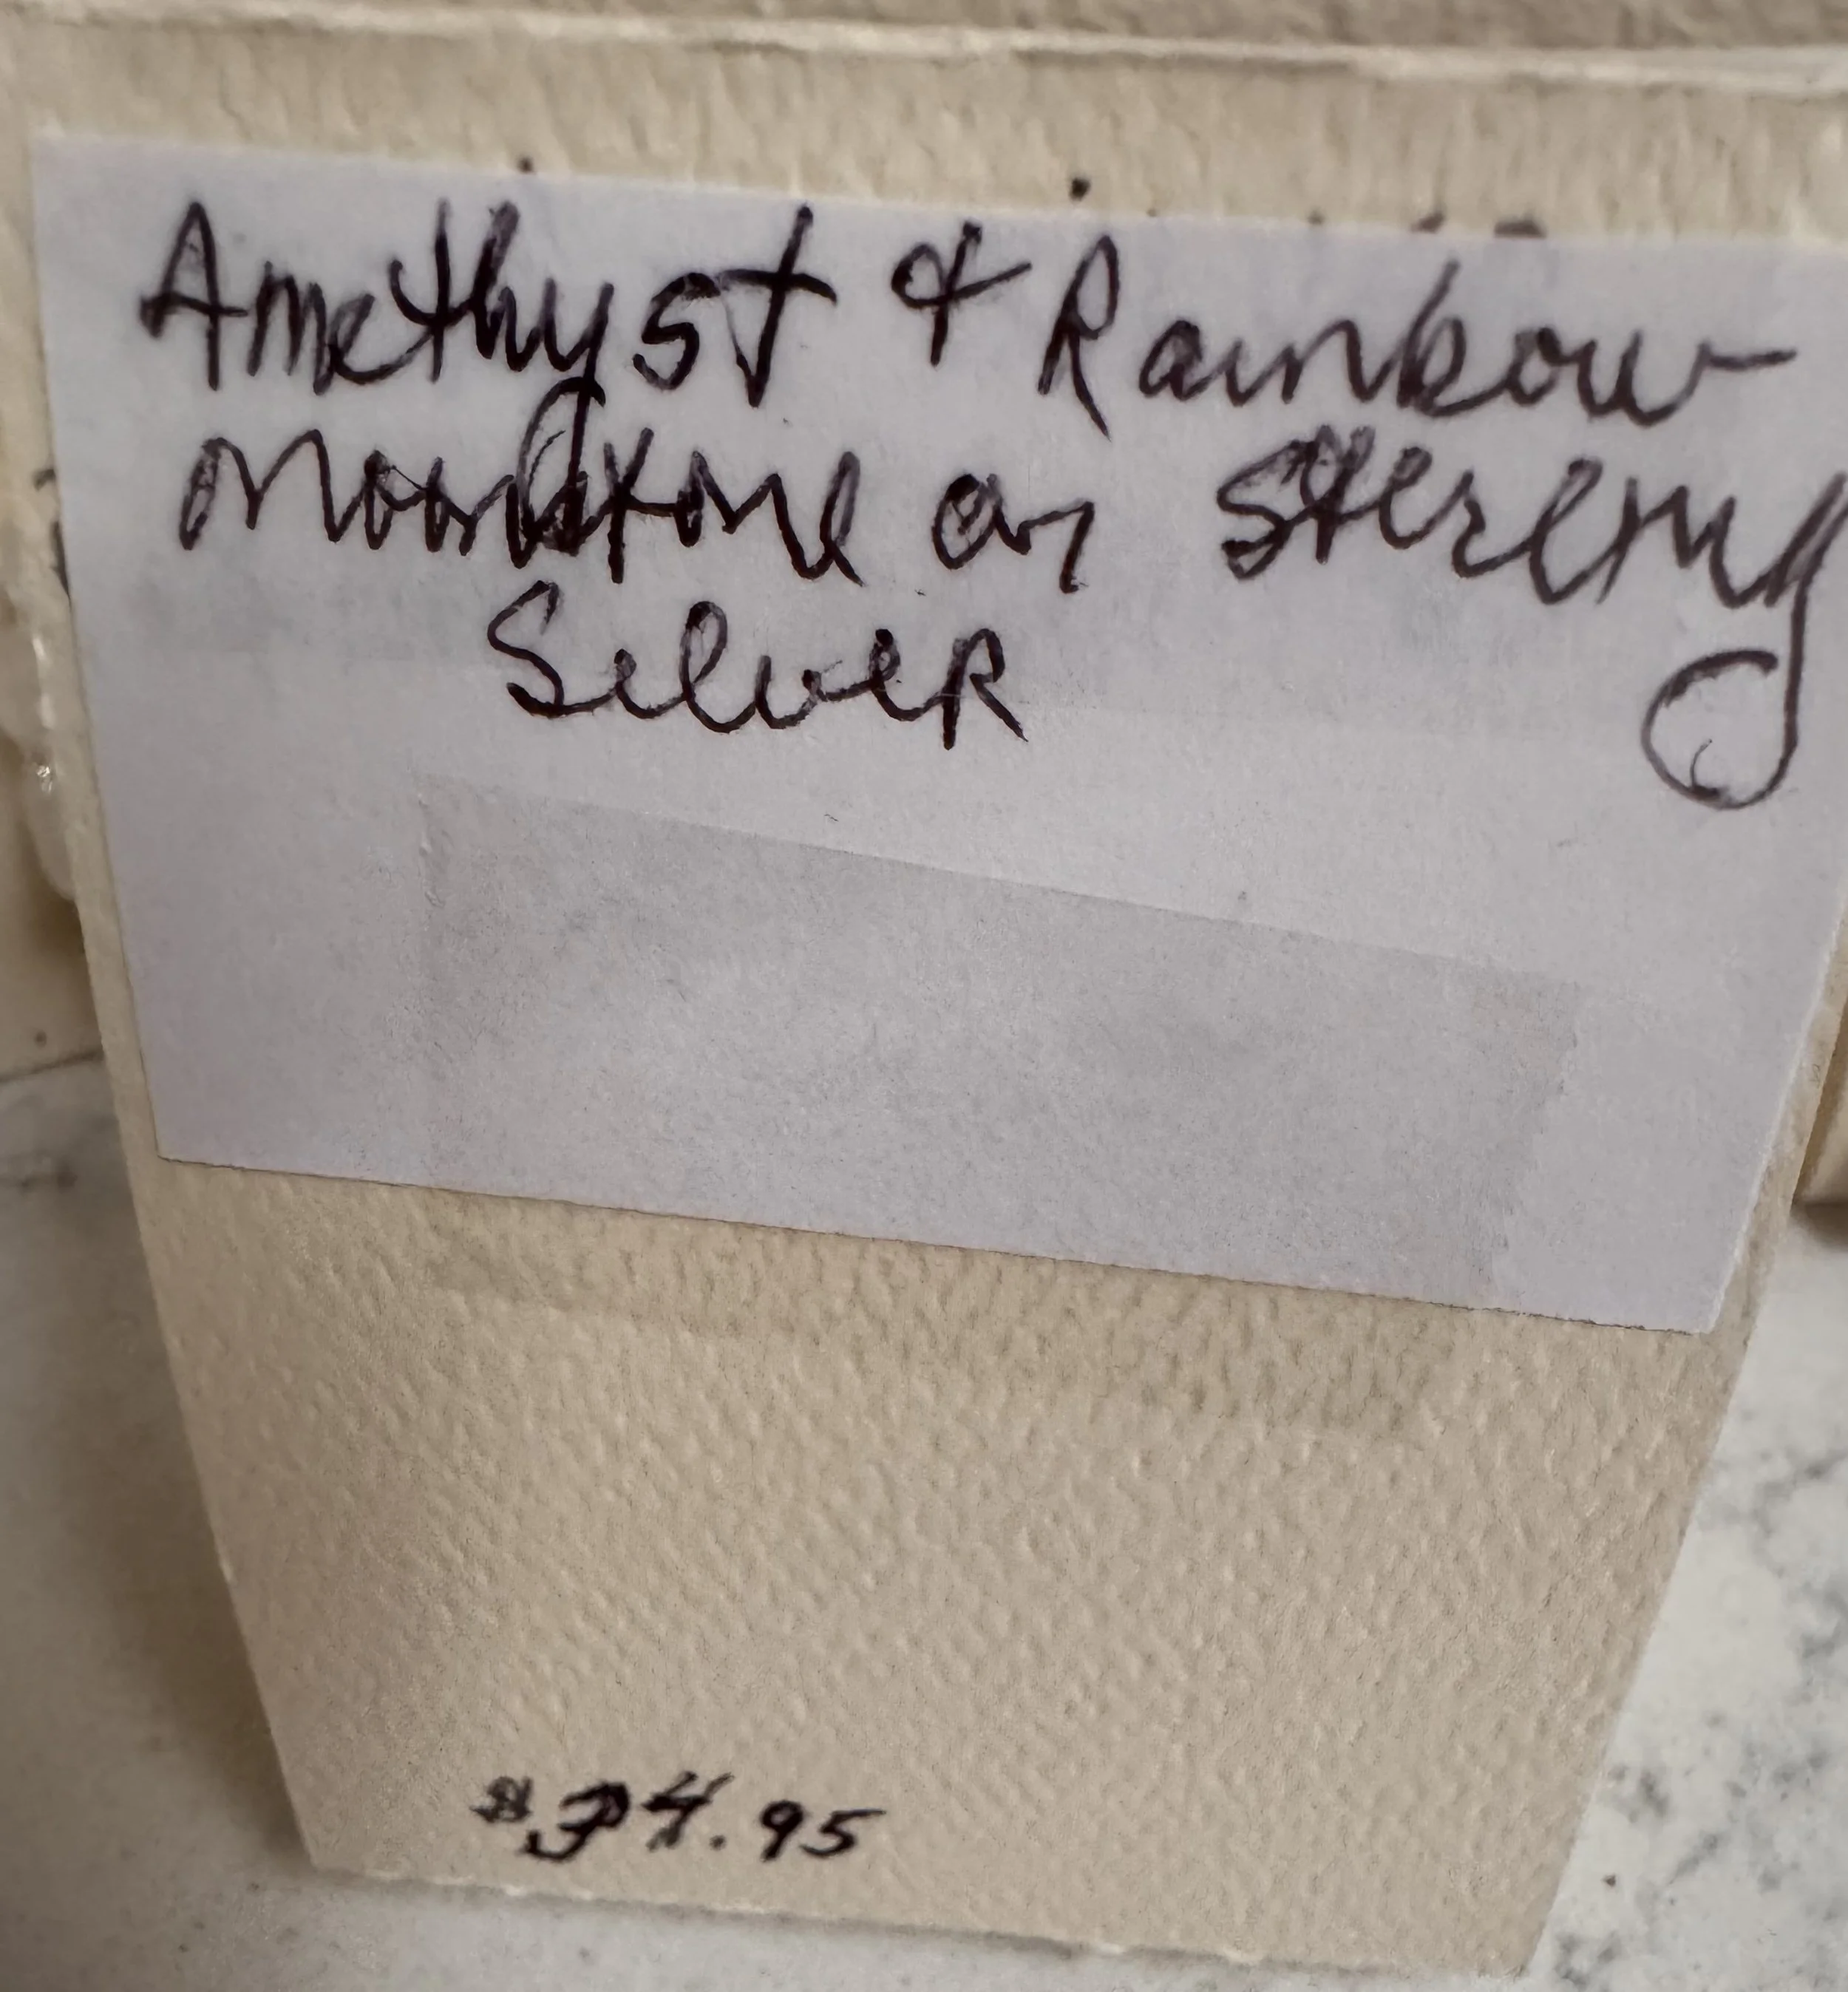 Amethyst & Rainbow
Moonstone on Sterling
Silver
$34.95